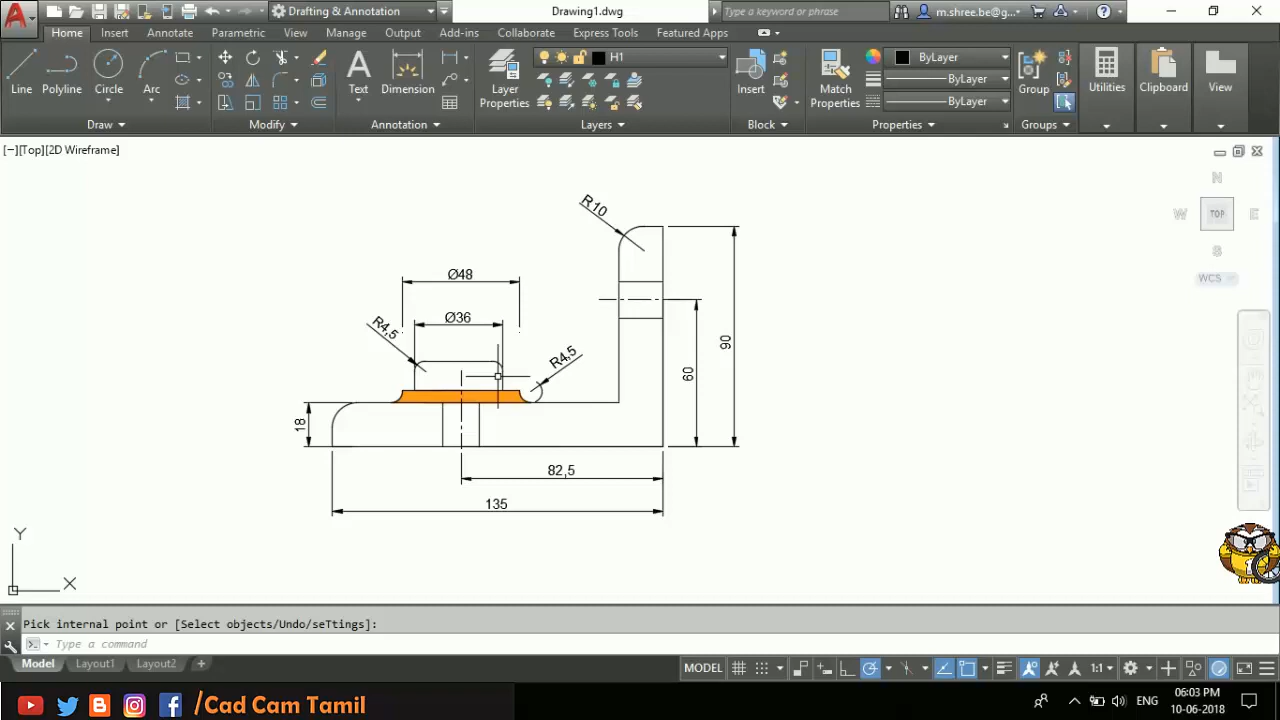 Drafting & Annotation
Drawing1.dwg
Type a keyword or phrase
m.shree.be@g...
Home Insert Annotate Parametric View Manage Output Add-ins Collaborate Express Tools Featured Apps
H1
ByLayer
ByLayer
ByLayer
Line Polyline Circle Arc Text Dimension Layer Properties Insert Match Properties Group Utilities Clipboard View
Draw Modify Annotation Layers Block Properties Groups
[−][Top][2D Wireframe]
N
W TOP E
S
WCS
R10
Ø48
Ø36
R4,5
R4,5
90
60
18
82,5
135
Y
X
Pick internal point or [Select objects/Undo/seTtings]:
Type a command
Model Layout1 Layout2 +
MODEL
1:1
/Cad Cam Tamil
ENG
06:03 PM
10-06-2018